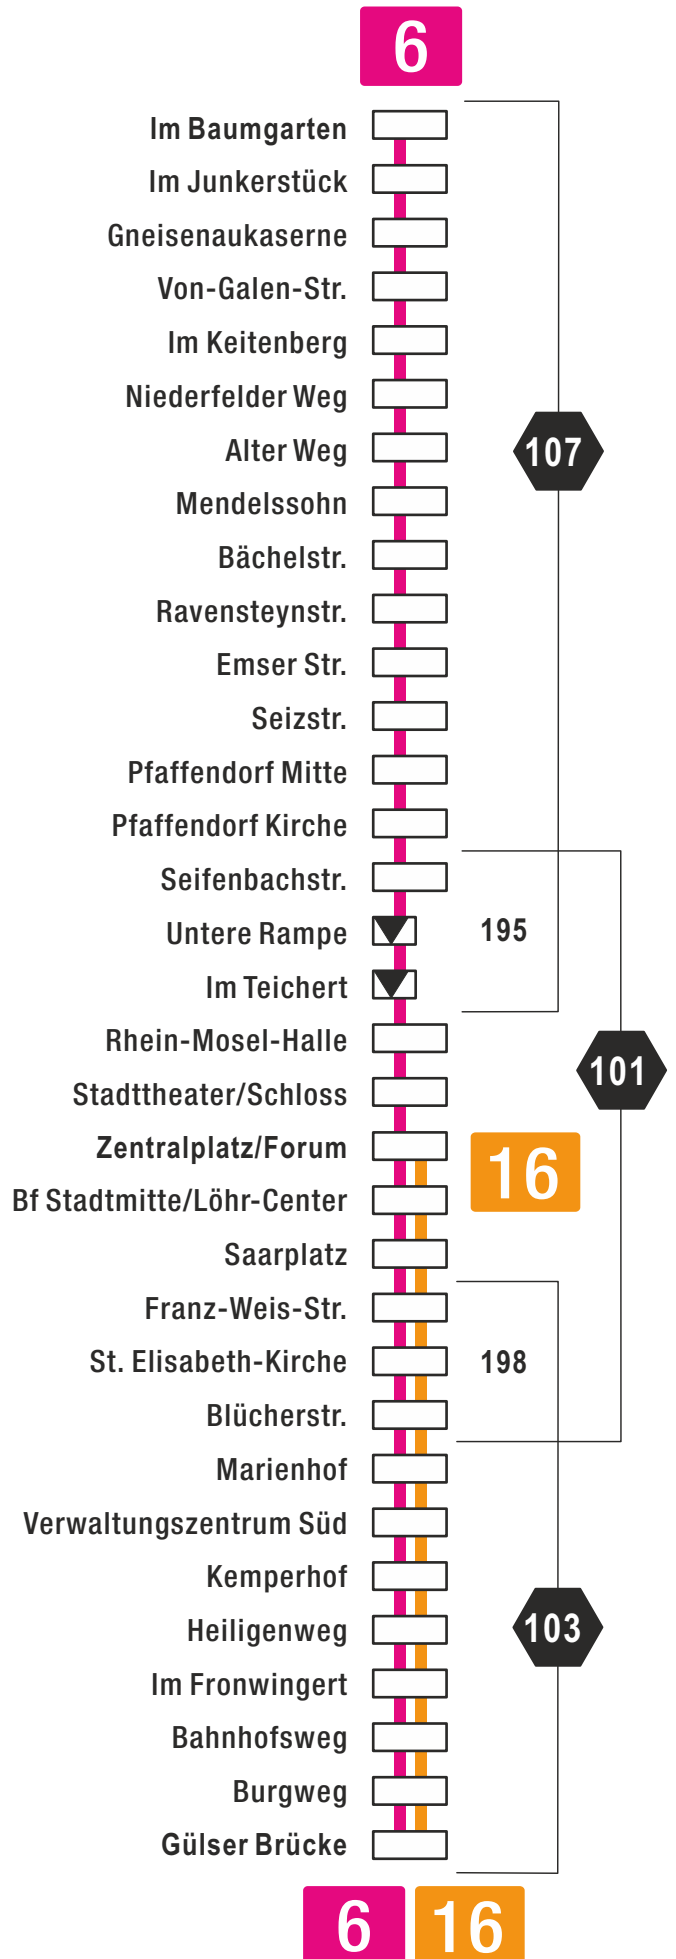 6
Im Baumgarten
Im Junkerstück
Gneisenaukaserne
Von-Galen-Str.
Im Keitenberg
Niederfelder Weg
Alter Weg
107
Mendelssohn
Bächelstr.
Ravensteynstr.
Emser Str.
Seizstr.
Pfaffendorf Mitte
Pfaffendorf Kirche
Seifenbachstr.
Untere Rampe
195
Im Teichert
Rhein-Mosel-Halle
101
Stadttheater/Schloss
Zentralplatz/Forum
16
Bf Stadtmitte/Löhr-Center
Saarplatz
Franz-Weis-Str.
St. Elisabeth-Kirche
198
Blücherstr.
Marienhof
Verwaltungszentrum Süd
Kemperhof
Heiligenweg
103
Im Fronwingert
Bahnhofsweg
Burgweg
Gülser Brücke
6 16